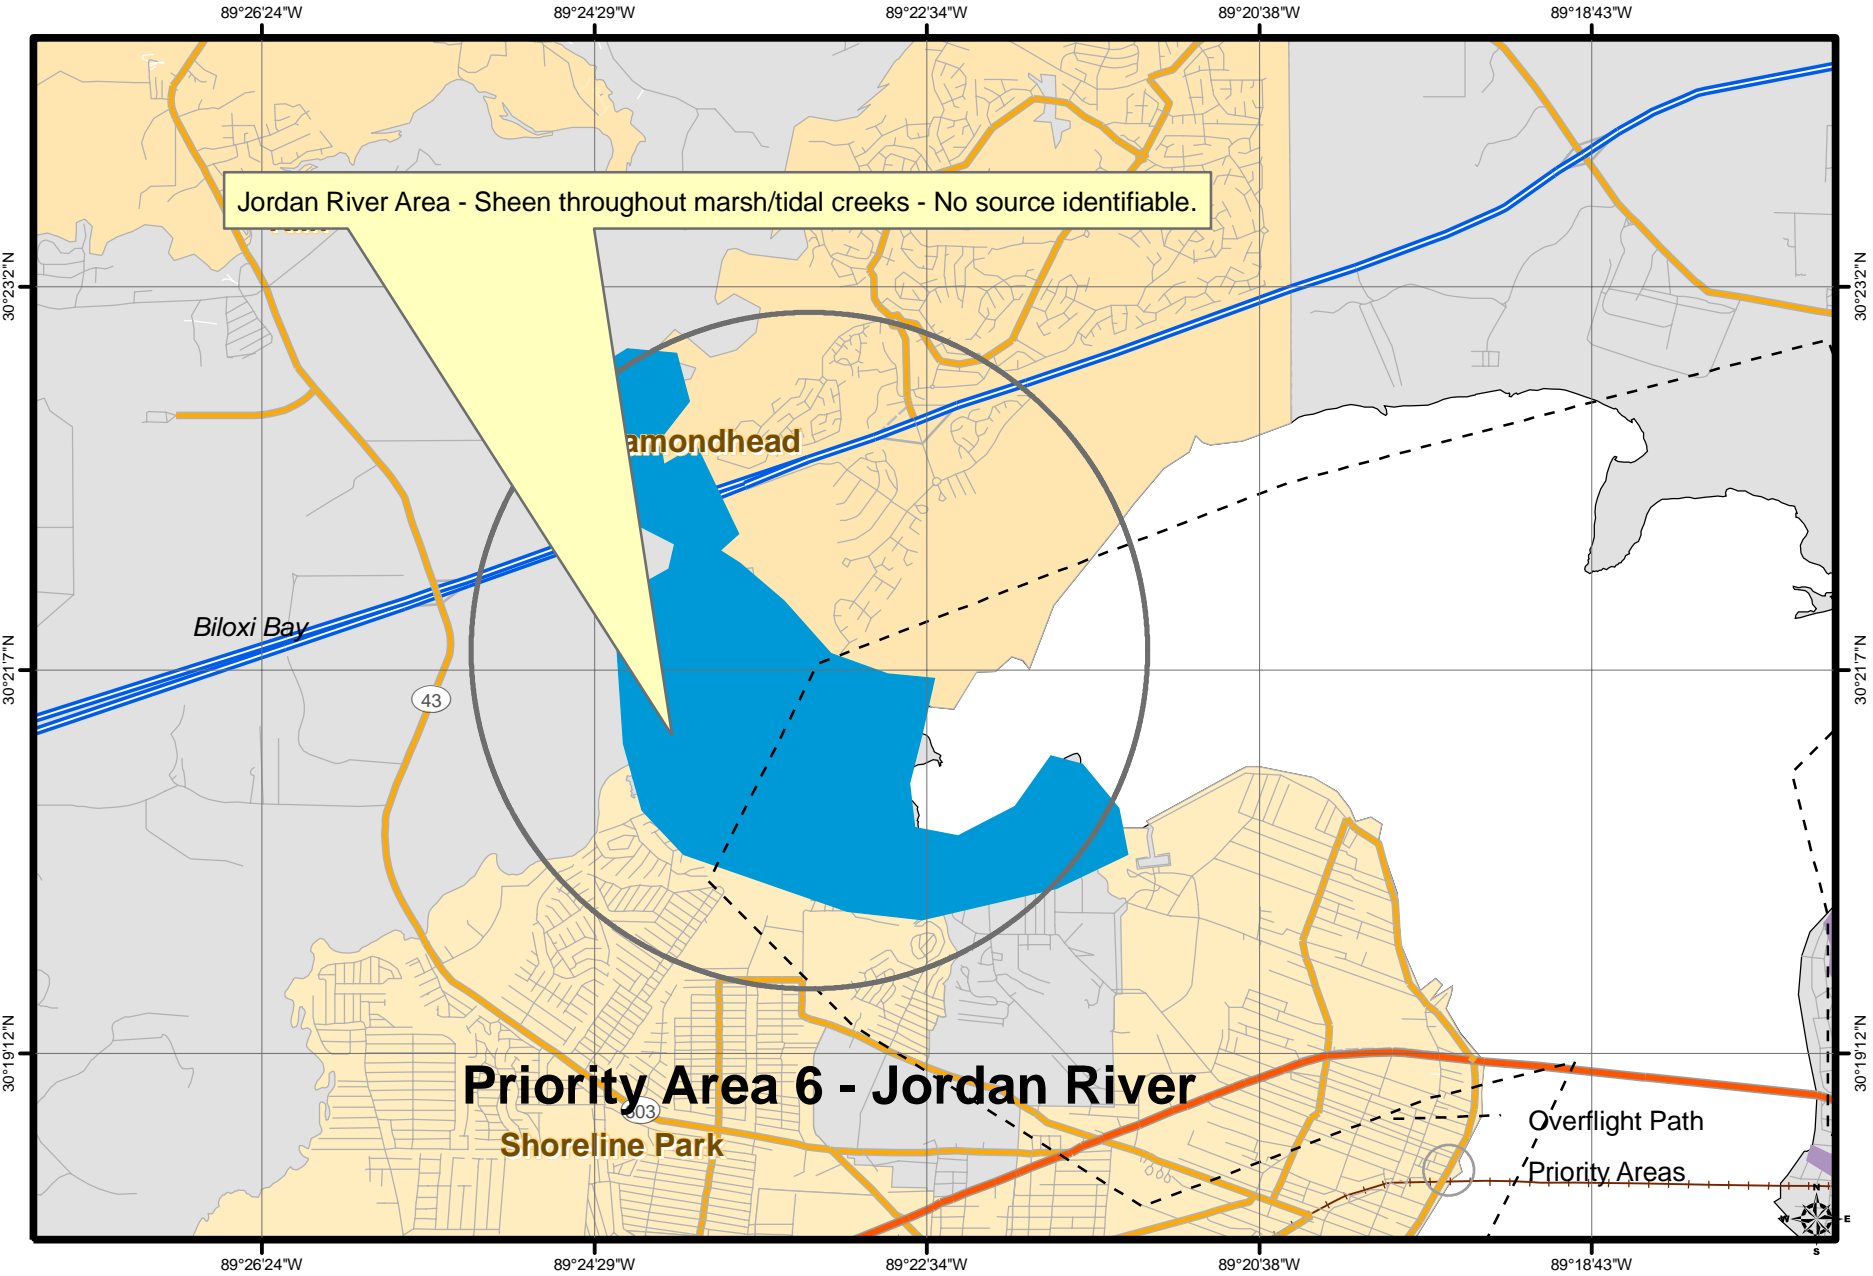 89°26'24"W 89°24'29"W 89°22'34"W 89°20'38"W 89°18'43"W
Jordan River Area - Sheen throughout marsh/tidal creeks - No source identifiable.
30°23'2"N 30°23'2"N
amondhead
Biloxi Bay
30°21'7"N 30°21'7"N
43
30°19'12"N 30°19'12"N
Priority Area 6 - Jordan River
603
Shoreline Park
Overflight Path
Priority Areas
N
W E
S
89°26'24"W 89°24'29"W 89°22'34"W 89°20'38"W 89°18'43"W